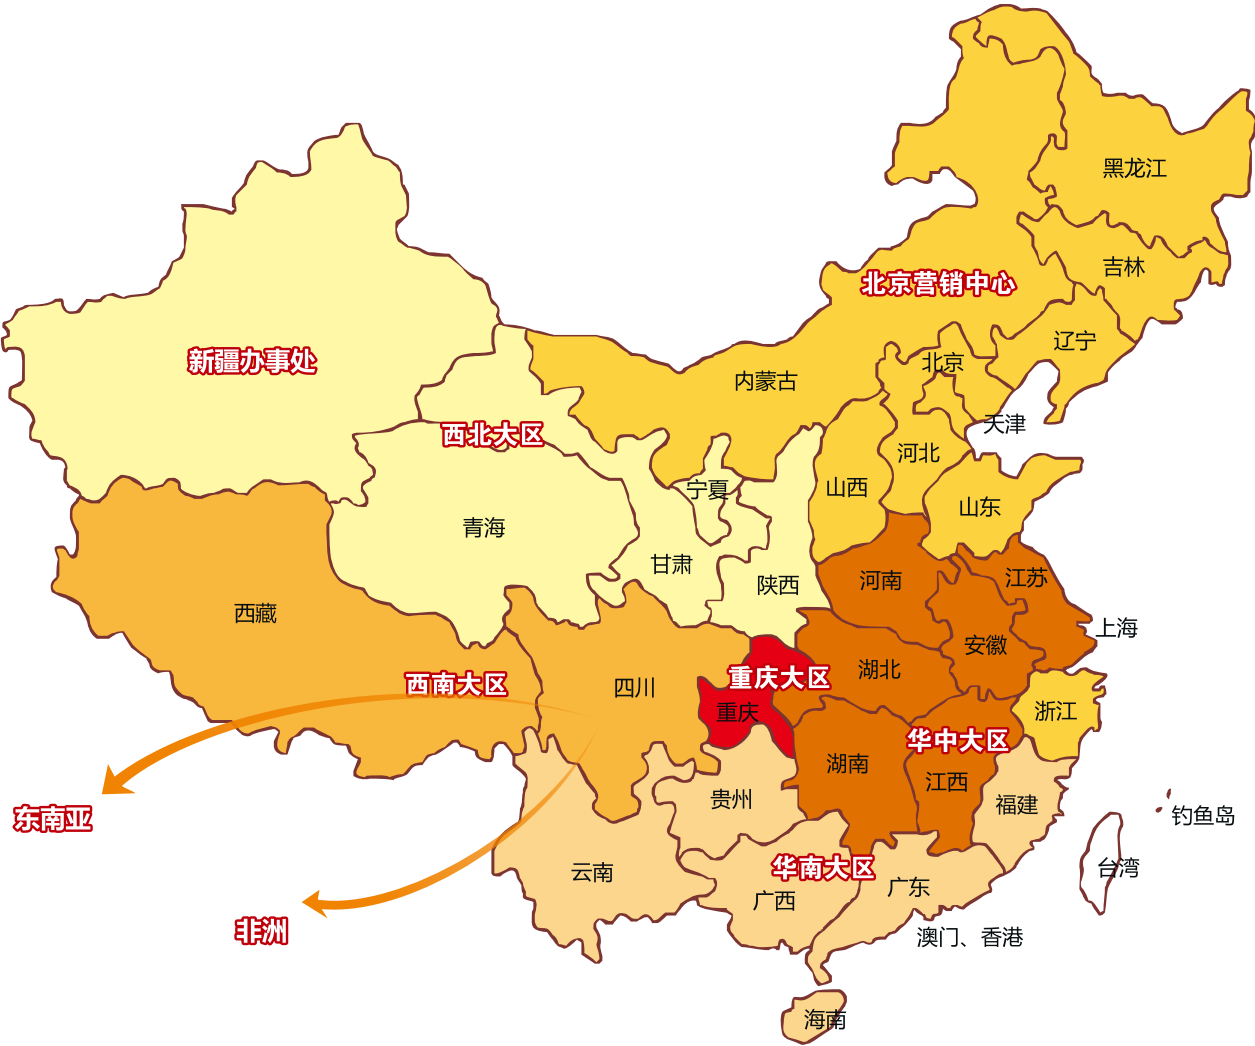 黑龙江
吉林
北京营销中心
辽宁
新疆办事处
北京
内蒙古
天津
西北大区
河北
宁夏
山西
山东
青海
甘肃
陕西
河南
江苏
西藏
上海
安徽
湖北
重庆大区
西南大区
四川
重庆
浙江
华中大区
湖南
江西
贵州
福建
东南亚
钓鱼岛
云南
华南大区
台湾
广西
广东
非洲
澳门、香港
海南